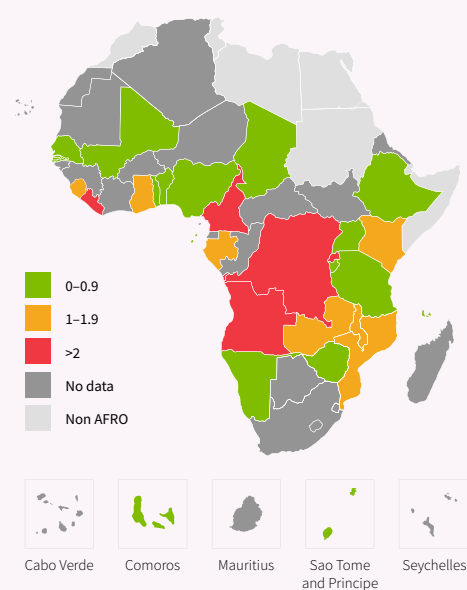 0–0.9
1–1.9
>2
No data
Non AFRO
Cabo Verde
Comoros
Mauritius
Sao Tome
and Principe
Seychelles